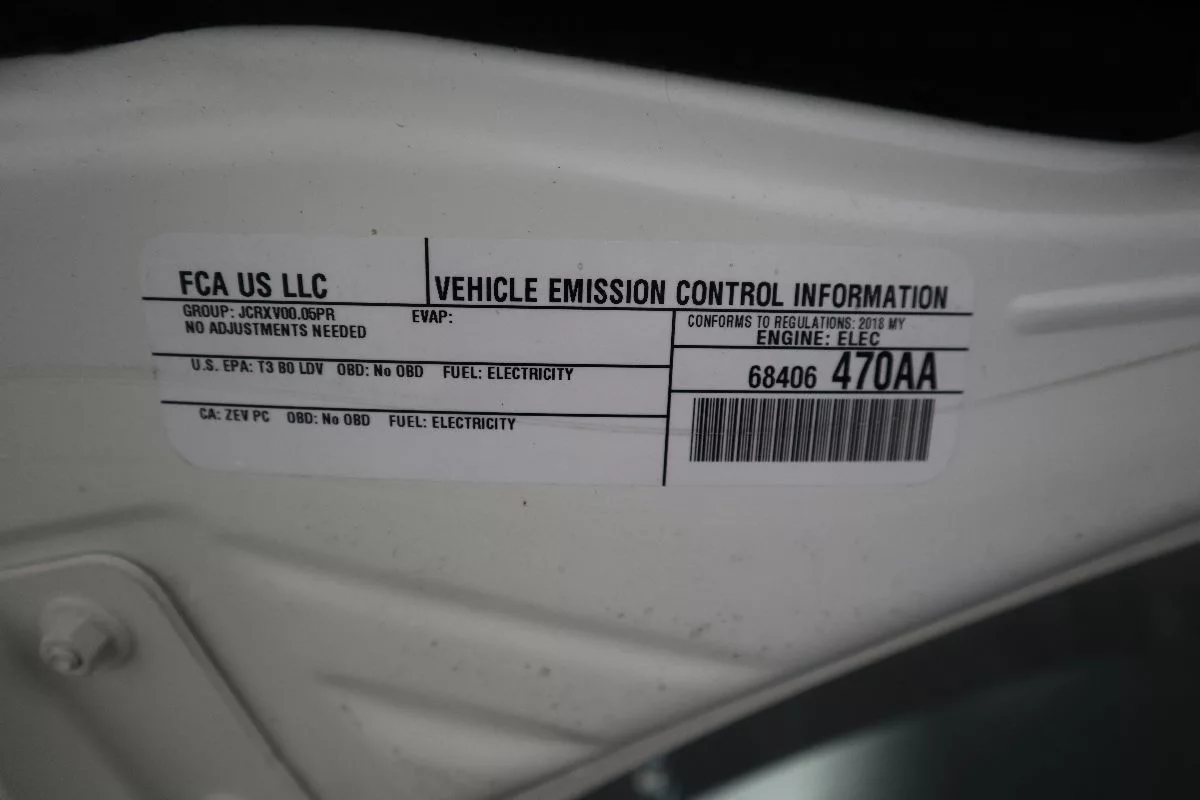 FCA US LLC
VEHICLE EMISSION CONTROL INFORMATION
GROUP: JCRXV00.05PR EVAP:
NO ADJUSTMENTS NEEDED
CONFORMS TO REGULATIONS: 2018 MY
ENGINE: ELEC
U.S. EPA: T3 B0 LDV OBD: No OBD FUEL: ELECTRICITY
68406 470AA
CA: ZEV PC OBD: No OBD FUEL: ELECTRICITY